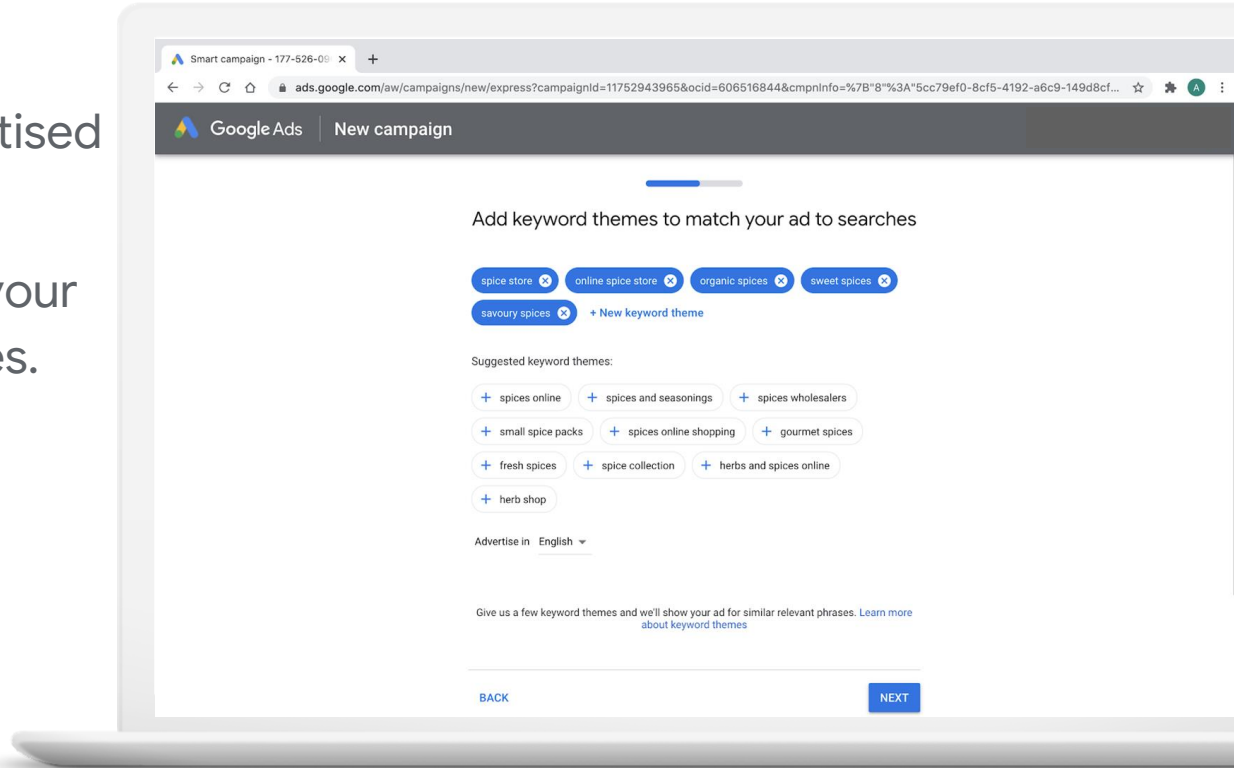 tised
your
es.
Smart campaign - 177-526-09
ads.google.com/aw/campaigns/new/express?campaignId=11752943965&ocid=606516844&cmpnInfo=%7B"8"%3A"5cc79ef0-8cf5-4192-a6c9-149d8cf...
A
Google Ads New campaign
Add keyword themes to match your ad to searches
spice store online spice store organic spices sweet spices
savoury spices + New keyword theme
Suggested keyword themes:
+ spices online + spices and seasonings + spices wholesalers
+ small spice packs + spices online shopping + gourmet spices
+ fresh spices + spice collection + herbs and spices online
+ herb shop
Advertise in English
Give us a few keyword themes and we'll show your ad for similar relevant phrases. Learn more
about keyword themes
BACK NEXT